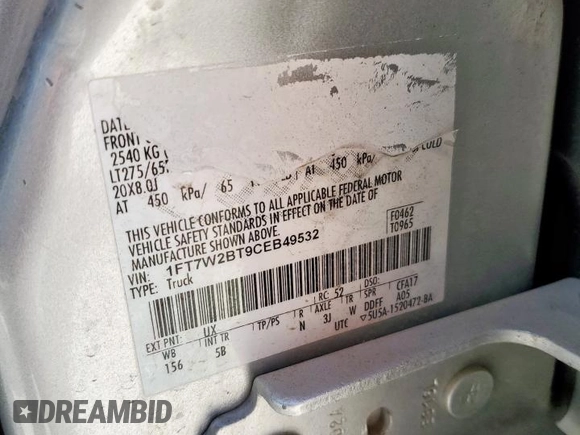 DATE
FRONT
2540 KG
LT275/65
20X8.0J
AT 450 kPa/ 65 AT 450 kPa/ COLD
THIS VEHICLE CONFORMS TO ALL APPLICABLE FEDERAL MOTOR
VEHICLE SAFETY STANDARDS IN EFFECT ON THE DATE OF
MANUFACTURE SHOWN ABOVE.
VIN: 1FT7W2BT9CEB49532
TYPE: Truck
F0462
T0965
EXT PNT: UX RC: 52 DSO:
WB INT TR TP/PS R AXLE TR SPR CFA17
156 5B N 3J W DDFF A05
UTC ▽5U5A-1520472-BA
DREAMBID